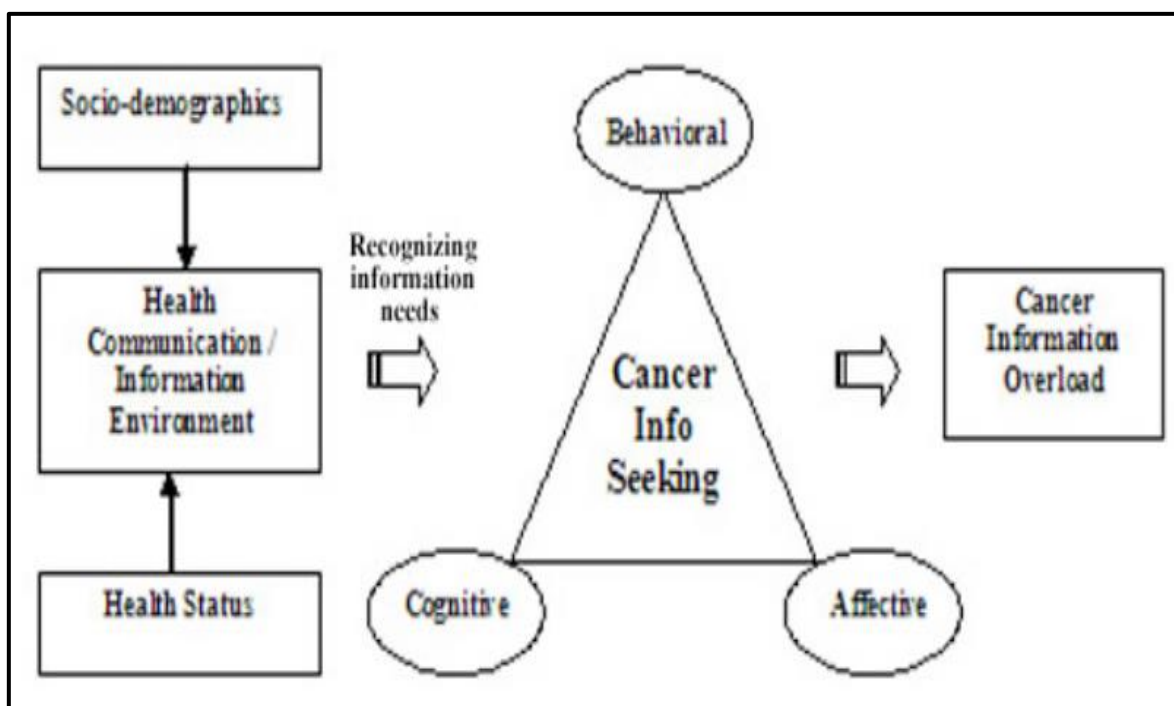 Socio-demographics
Health
Communication /
Information
Environment
Health Status
Recognizing
information
needs
Behavioral
Cancer
Info
Seeking
Cognitive
Affective
Cancer
Information
Overload